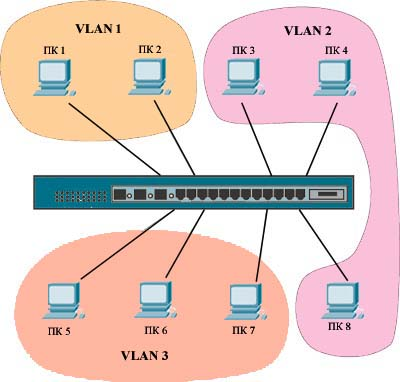 VLAN 1
VLAN 2
ПК 1
ПК 2
ПК 3
ПК 4
ПК 5
ПК 6
ПК 7
ПК 8
VLAN 3